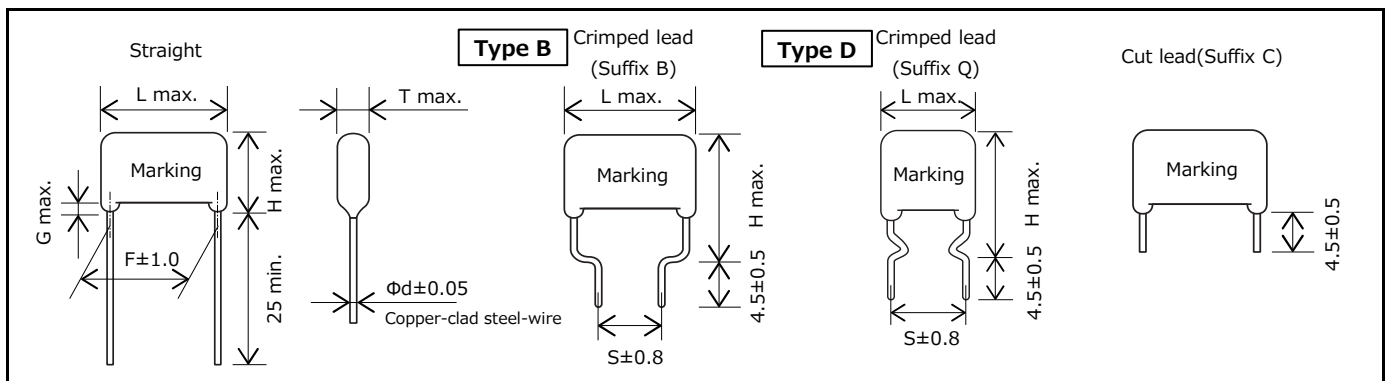 Straight
L max.
T max.
Marking
H max.
G max.
F±1.0
25 min.
Φd±0.05
Copper-clad steel-wire
Type B
Crimped lead
(Suffix B)
L max.
Marking
H max.
4.5±0.5
S±0.8
Type D
Crimped lead
(Suffix Q)
L max.
Marking
H max.
4.5±0.5
S±0.8
Cut lead(Suffix C)
Marking
4.5±0.5